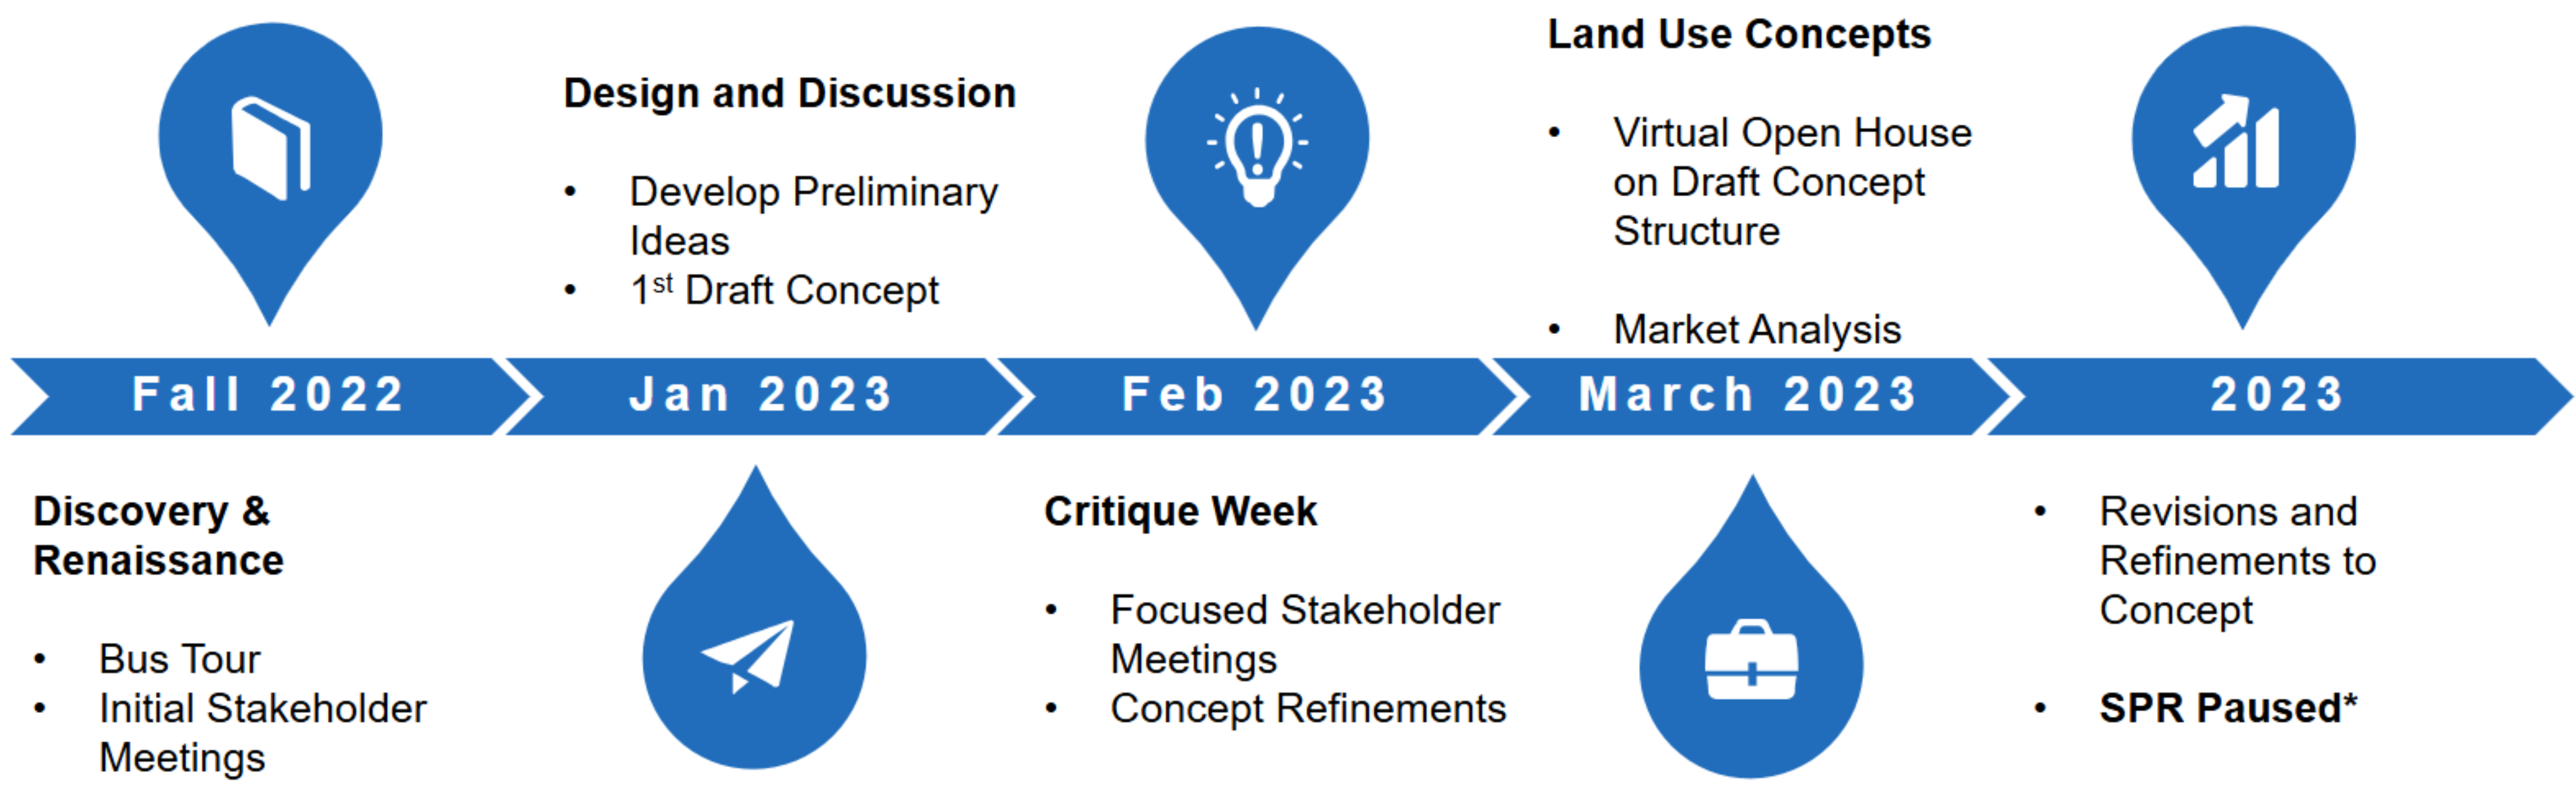 Land Use Concepts
• Virtual Open House
on Draft Concept
Structure
• Market Analysis
Design and Discussion
• Develop Preliminary
Ideas
• 1st Draft Concept
Fall 2022
Jan 2023
Feb 2023
March 2023
2023
Discovery &
Renaissance
• Bus Tour
• Initial Stakeholder
Meetings
Critique Week
• Focused Stakeholder
Meetings
• Concept Refinements
• Revisions and
Refinements to
Concept
• SPR Paused*